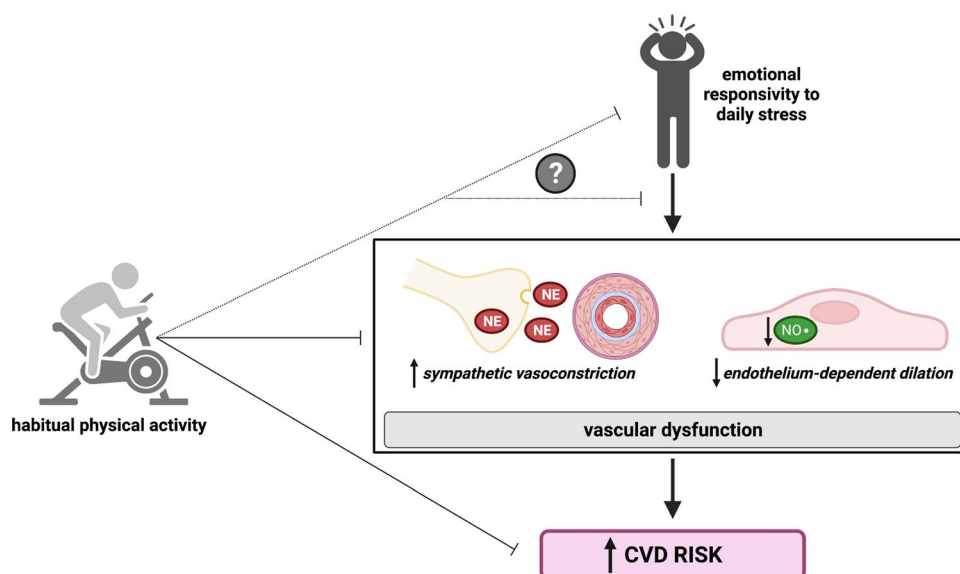 emotional
responsivity to
daily stress
?
NE
NE
NE
NO•
↑ sympathetic vasoconstriction
↓ endothelium-dependent dilation
habitual physical activity
vascular dysfunction
↑ CVD RISK